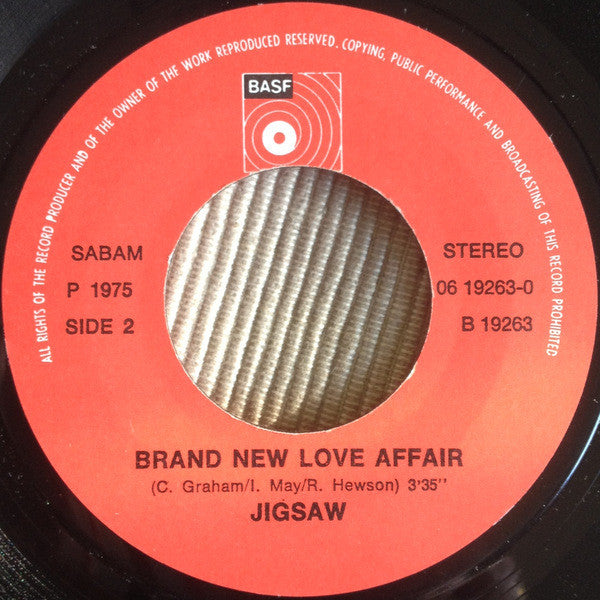 ALL RIGHTS OF THE RECORD PRODUCER AND OF THE OWNER OF THE WORK REPRODUCED RESERVED. COPYING, PUBLIC PERFORMANCE AND BROADCASTING OF THIS RECORD PROHIBITED
BASF
SABAM
P 1975
SIDE 2
STEREO
06 19263-0
B 19263
BRAND NEW LOVE AFFAIR
(C. Graham/I. May/R. Hewson) 3'35''
JIGSAW